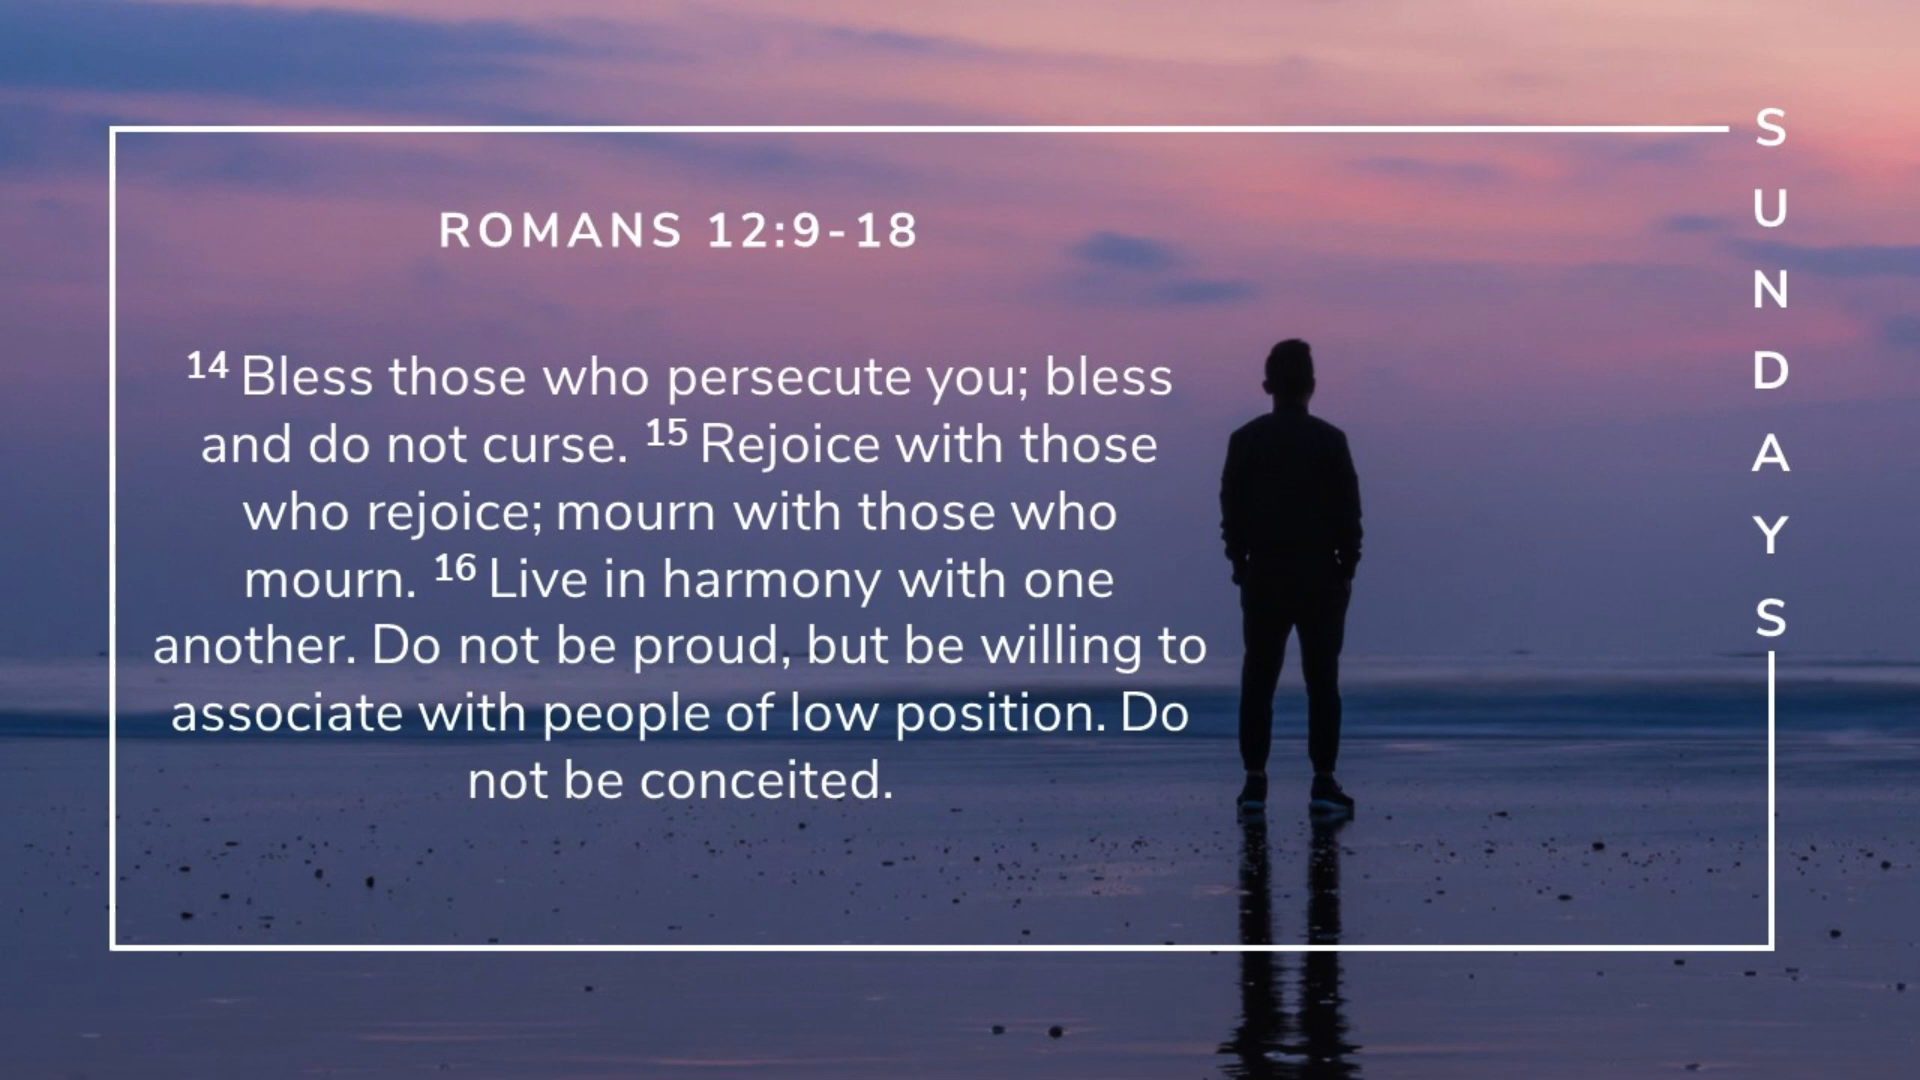 ROMANS 12:9-18
14 Bless those who persecute you; bless
and do not curse. 15 Rejoice with those
who rejoice; mourn with those who
mourn. 16 Live in harmony with one
another. Do not be proud, but be willing to
associate with people of low position. Do
not be conceited.
SUNDAYS